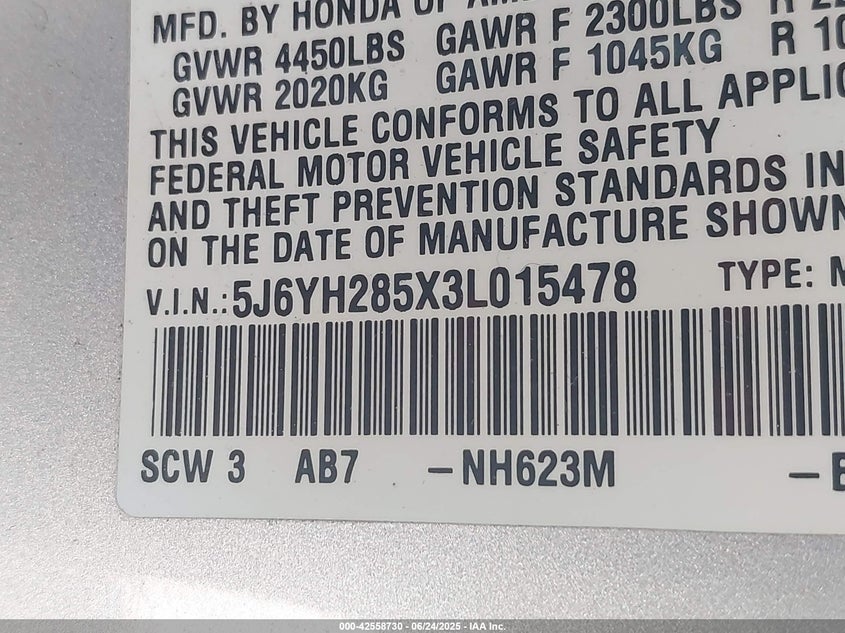 MFD. BY HONDA OF
GVWR 4450LBS GAWR F 2300LBS R
GVWR 2020KG GAWR F 1045KG R
THIS VEHICLE CONFORMS TO ALL
FEDERAL MOTOR VEHICLE SAFETY
AND THEFT PREVENTION STANDARDS IN
ON THE DATE OF MANUFACTURE SHOWN
V.I.N.: 5J6YH285X3L015478 TYPE: M
SCW 3 AB7 -NH623M
000-42558730 - 06/24/2025 - IAA Inc.